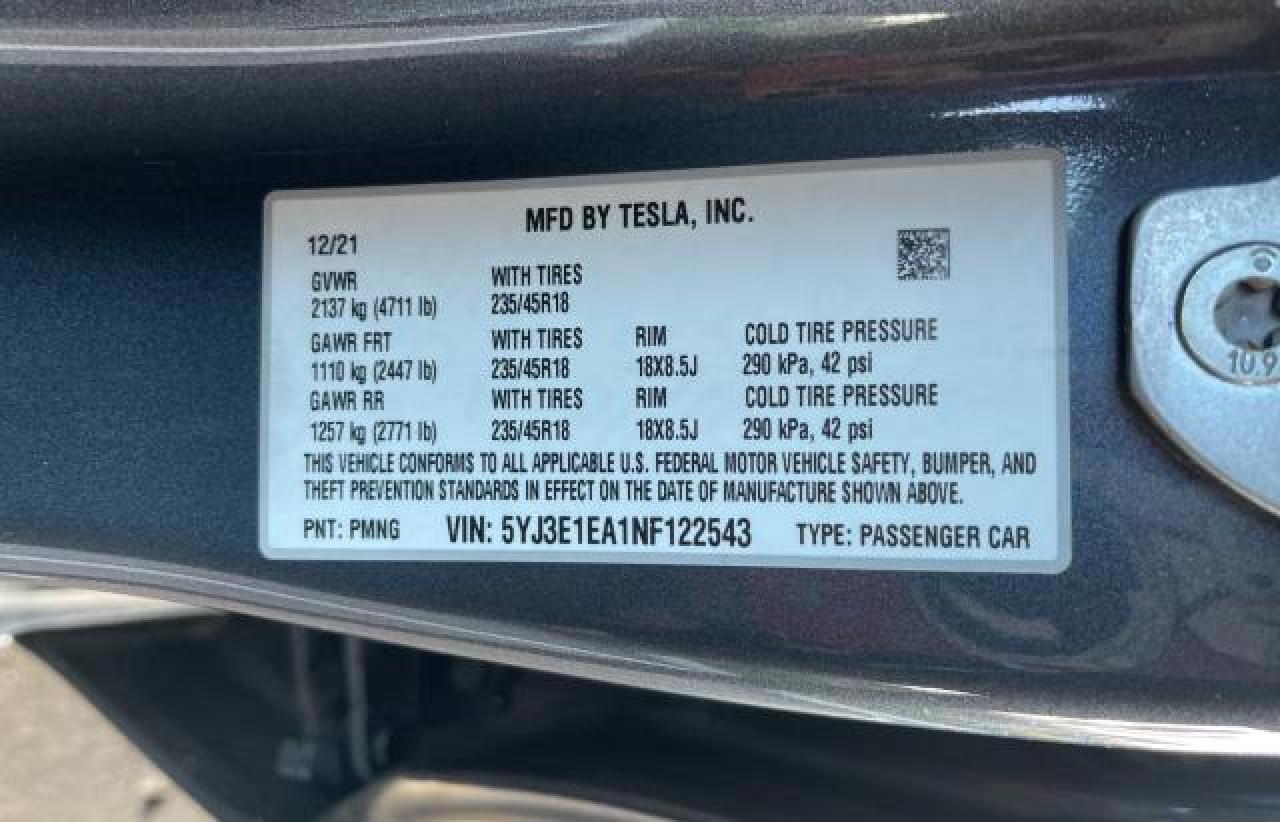 MFD BY TESLA, INC.
12/21
GVWR WITH TIRES
2137 kg (4711 lb) 235/45R18
GAWR FRT WITH TIRES RIM COLD TIRE PRESSURE
1110 kg (2447 lb) 235/45R18 18X8.5J 290 kPa, 42 psi
GAWR RR WITH TIRES RIM COLD TIRE PRESSURE
1257 kg (2771 lb) 235/45R18 18X8.5J 290 kPa, 42 psi
THIS VEHICLE CONFORMS TO ALL APPLICABLE U.S. FEDERAL MOTOR VEHICLE SAFETY, BUMPER, AND
THEFT PREVENTION STANDARDS IN EFFECT ON THE DATE OF MANUFACTURE SHOWN ABOVE.
PNT: PMNG VIN: 5YJ3E1EA1NF122543 TYPE: PASSENGER CAR
10.9